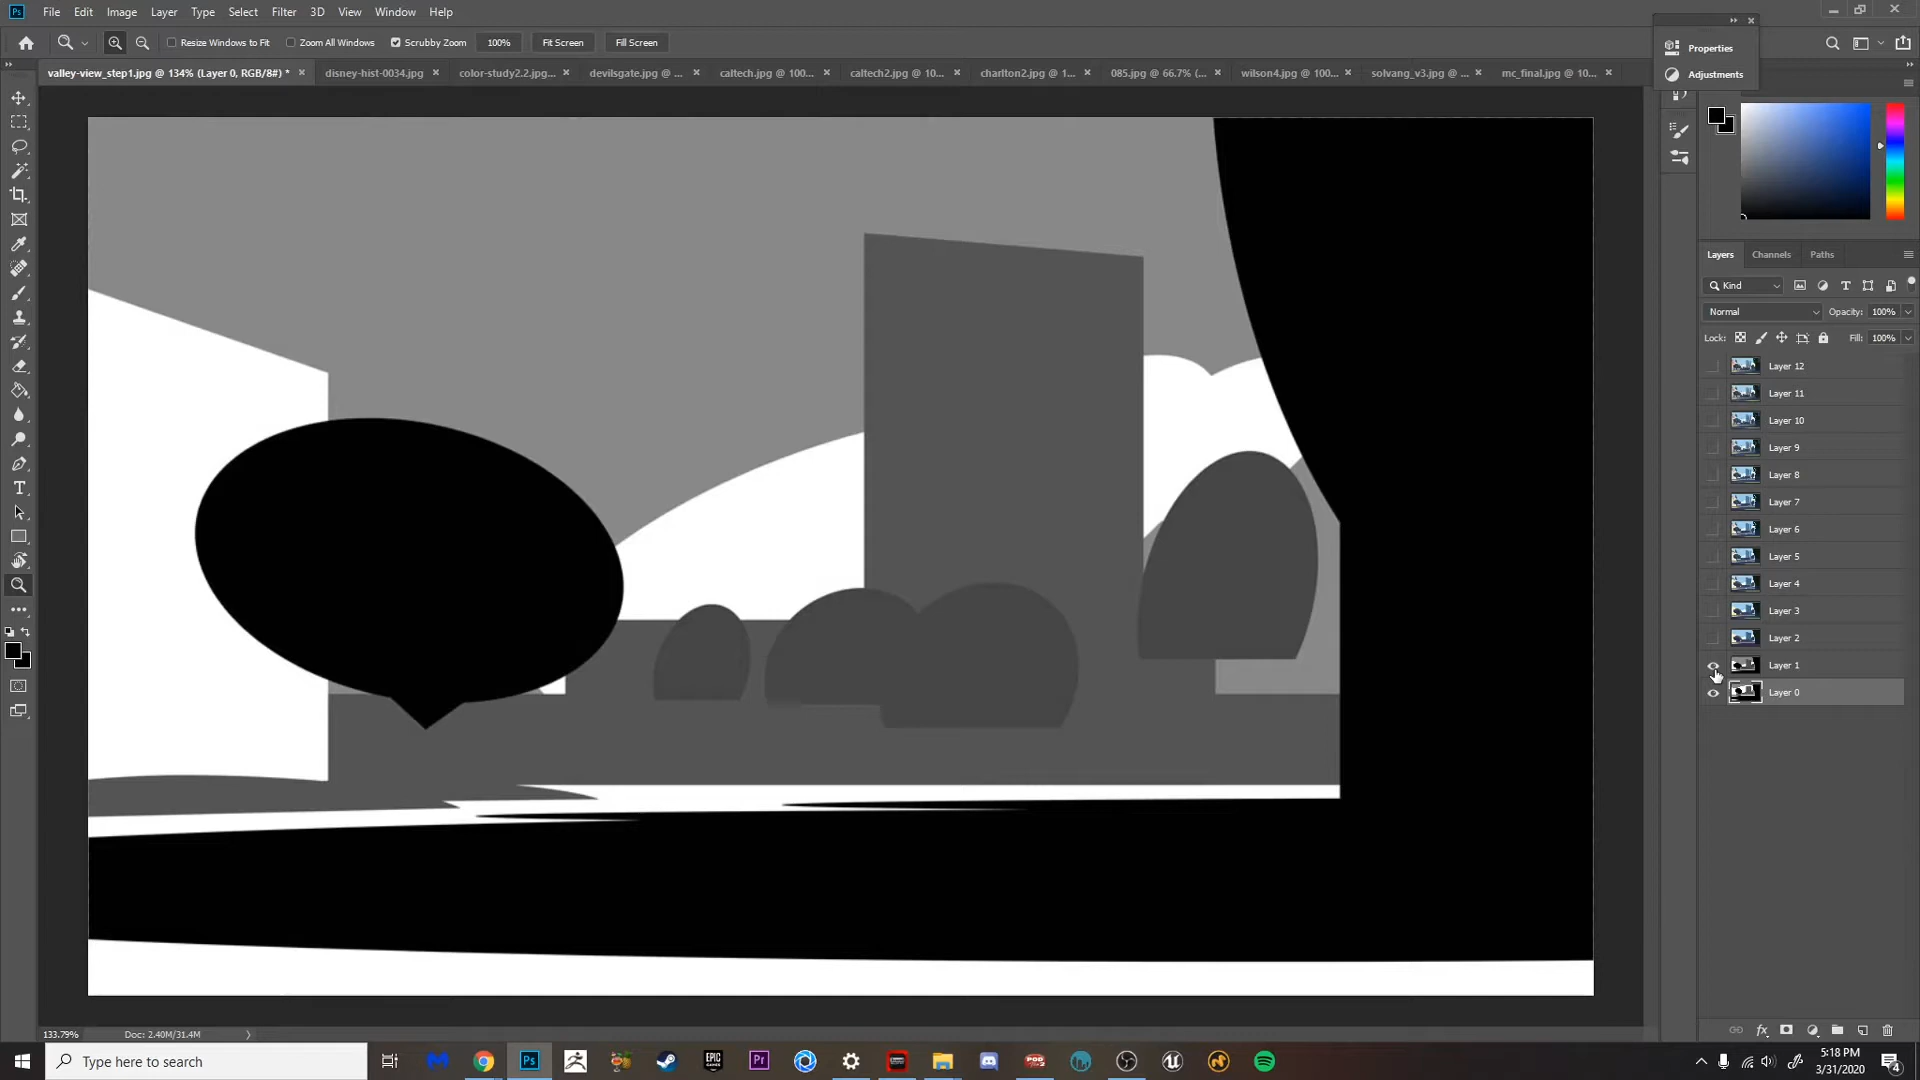 Ps File Edit Image Layer Type Select Filter 3D View Window Help
Resize Windows to Fit Zoom All Windows Scrubby Zoom 100% Fit Screen Fill Screen
valley-view_step1.jpg @ 134% (Layer 0, RGB/8#) * disney-hist-0034.jpg color-study2.2.jpg... devilsgate.jpg @ ... caltech.jpg @ 100... caltech2.jpg @ 10... charlton2.jpg @ 1... 085.jpg @ 66.7% (... wilson4.jpg @ 100... solvang_v3.jpg @ ... mc_final.jpg @ 10...
Properties
Adjustments
Layers Channels Paths
Kind
Normal Opacity: 100%
Lock: Fill: 100%
Layer 12
Layer 11
Layer 10
Layer 9
Layer 8
Layer 7
Layer 6
Layer 5
Layer 4
Layer 3
Layer 2
Layer 1
Layer 0
133.79% Doc: 2.40M/31.4M
Type here to search
Ps
EPIC GAMES
Pr
5:18 PM
3/31/2020
4